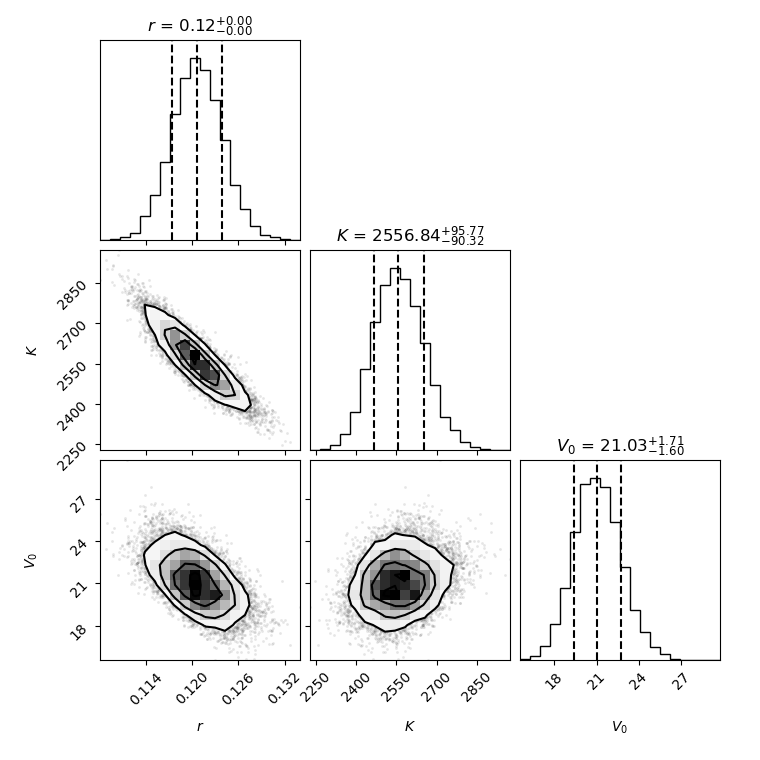 r = 0.12+0.00−0.00
K = 2556.84+95.77−90.32
2850
2700
2550
2400
2250
K
V0 = 21.03+1.71−1.60
27
24
21
18
V0
0.114 0.120 0.126 0.132
2250 2400 2550 2700 2850
18 21 24 27
r K V0